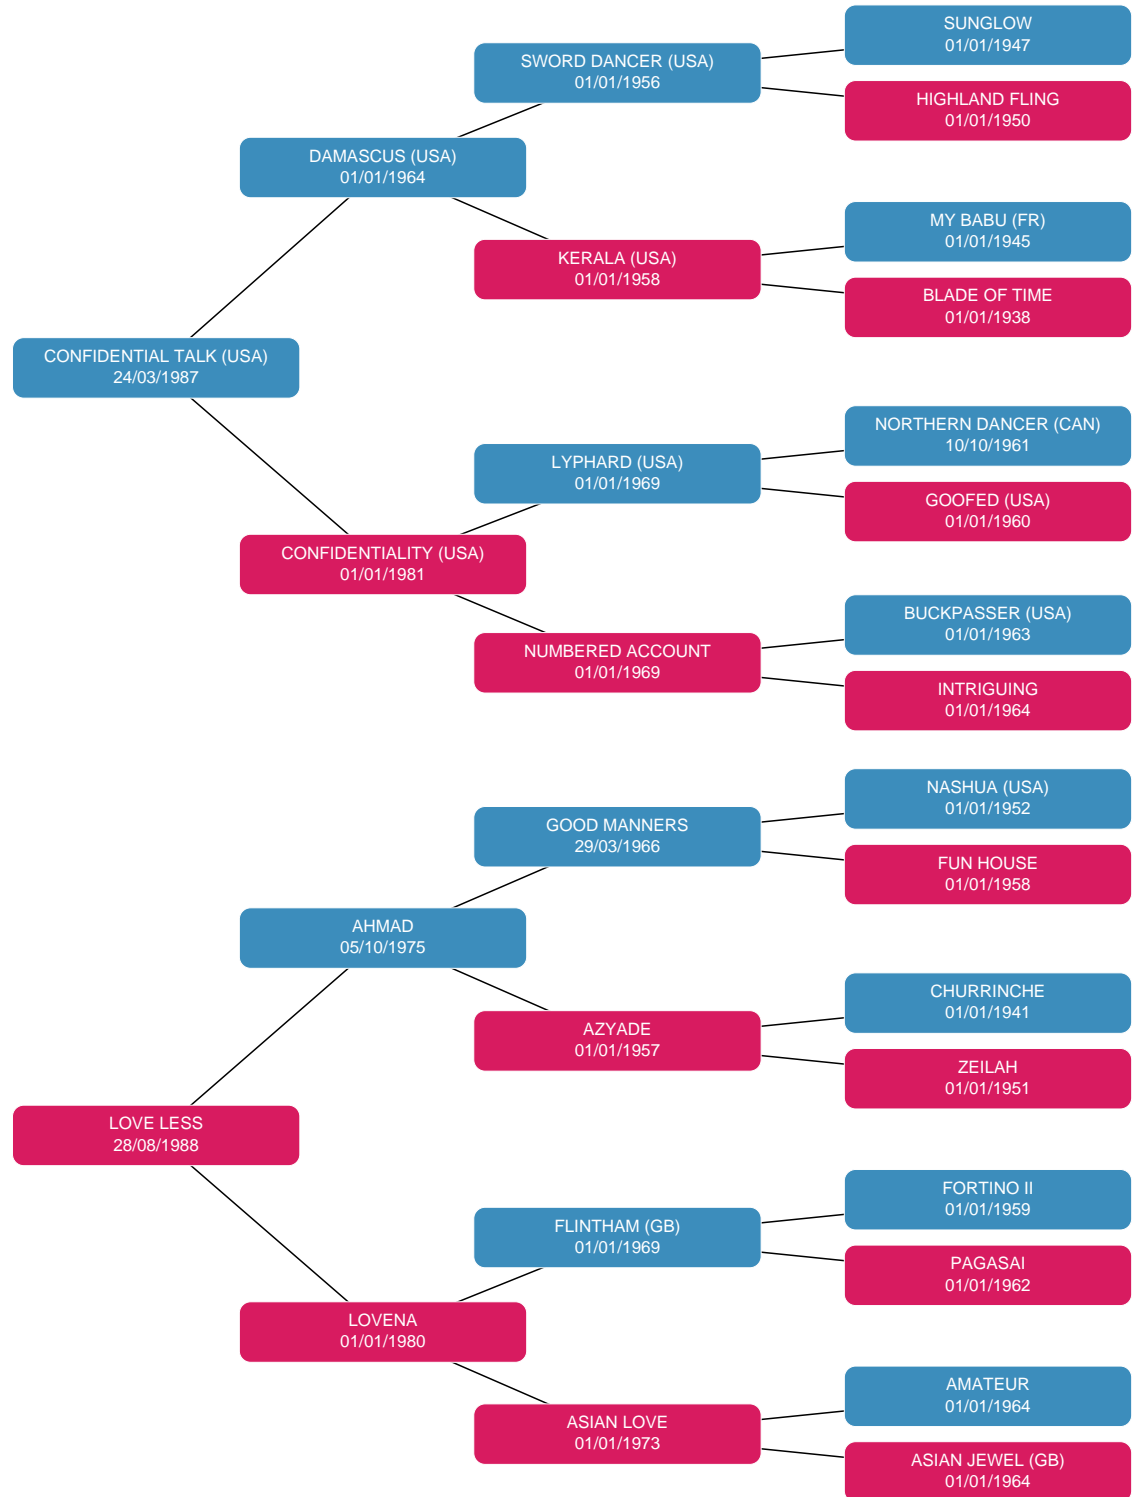 SUNGLOW
01/01/1947
SWORD DANCER (USA)
01/01/1956
HIGHLAND FLING
01/01/1950
DAMASCUS (USA)
01/01/1964
MY BABU (FR)
01/01/1945
KERALA (USA)
01/01/1958
BLADE OF TIME
01/01/1938
CONFIDENTIAL TALK (USA)
24/03/1987
NORTHERN DANCER (CAN)
10/10/1961
LYPHARD (USA)
01/01/1969
GOOFED (USA)
01/01/1960
CONFIDENTIALITY (USA)
01/01/1981
BUCKPASSER (USA)
01/01/1963
NUMBERED ACCOUNT
01/01/1969
INTRIGUING
01/01/1964
NASHUA (USA)
01/01/1952
GOOD MANNERS
29/03/1966
FUN HOUSE
01/01/1958
AHMAD
05/10/1975
CHURRINCHE
01/01/1941
AZYADE
01/01/1957
ZEILAH
01/01/1951
LOVE LESS
28/08/1988
FORTINO II
01/01/1959
FLINTHAM (GB)
01/01/1969
PAGASAI
01/01/1962
LOVENA
01/01/1980
AMATEUR
01/01/1964
ASIAN LOVE
01/01/1973
ASIAN JEWEL (GB)
01/01/1964